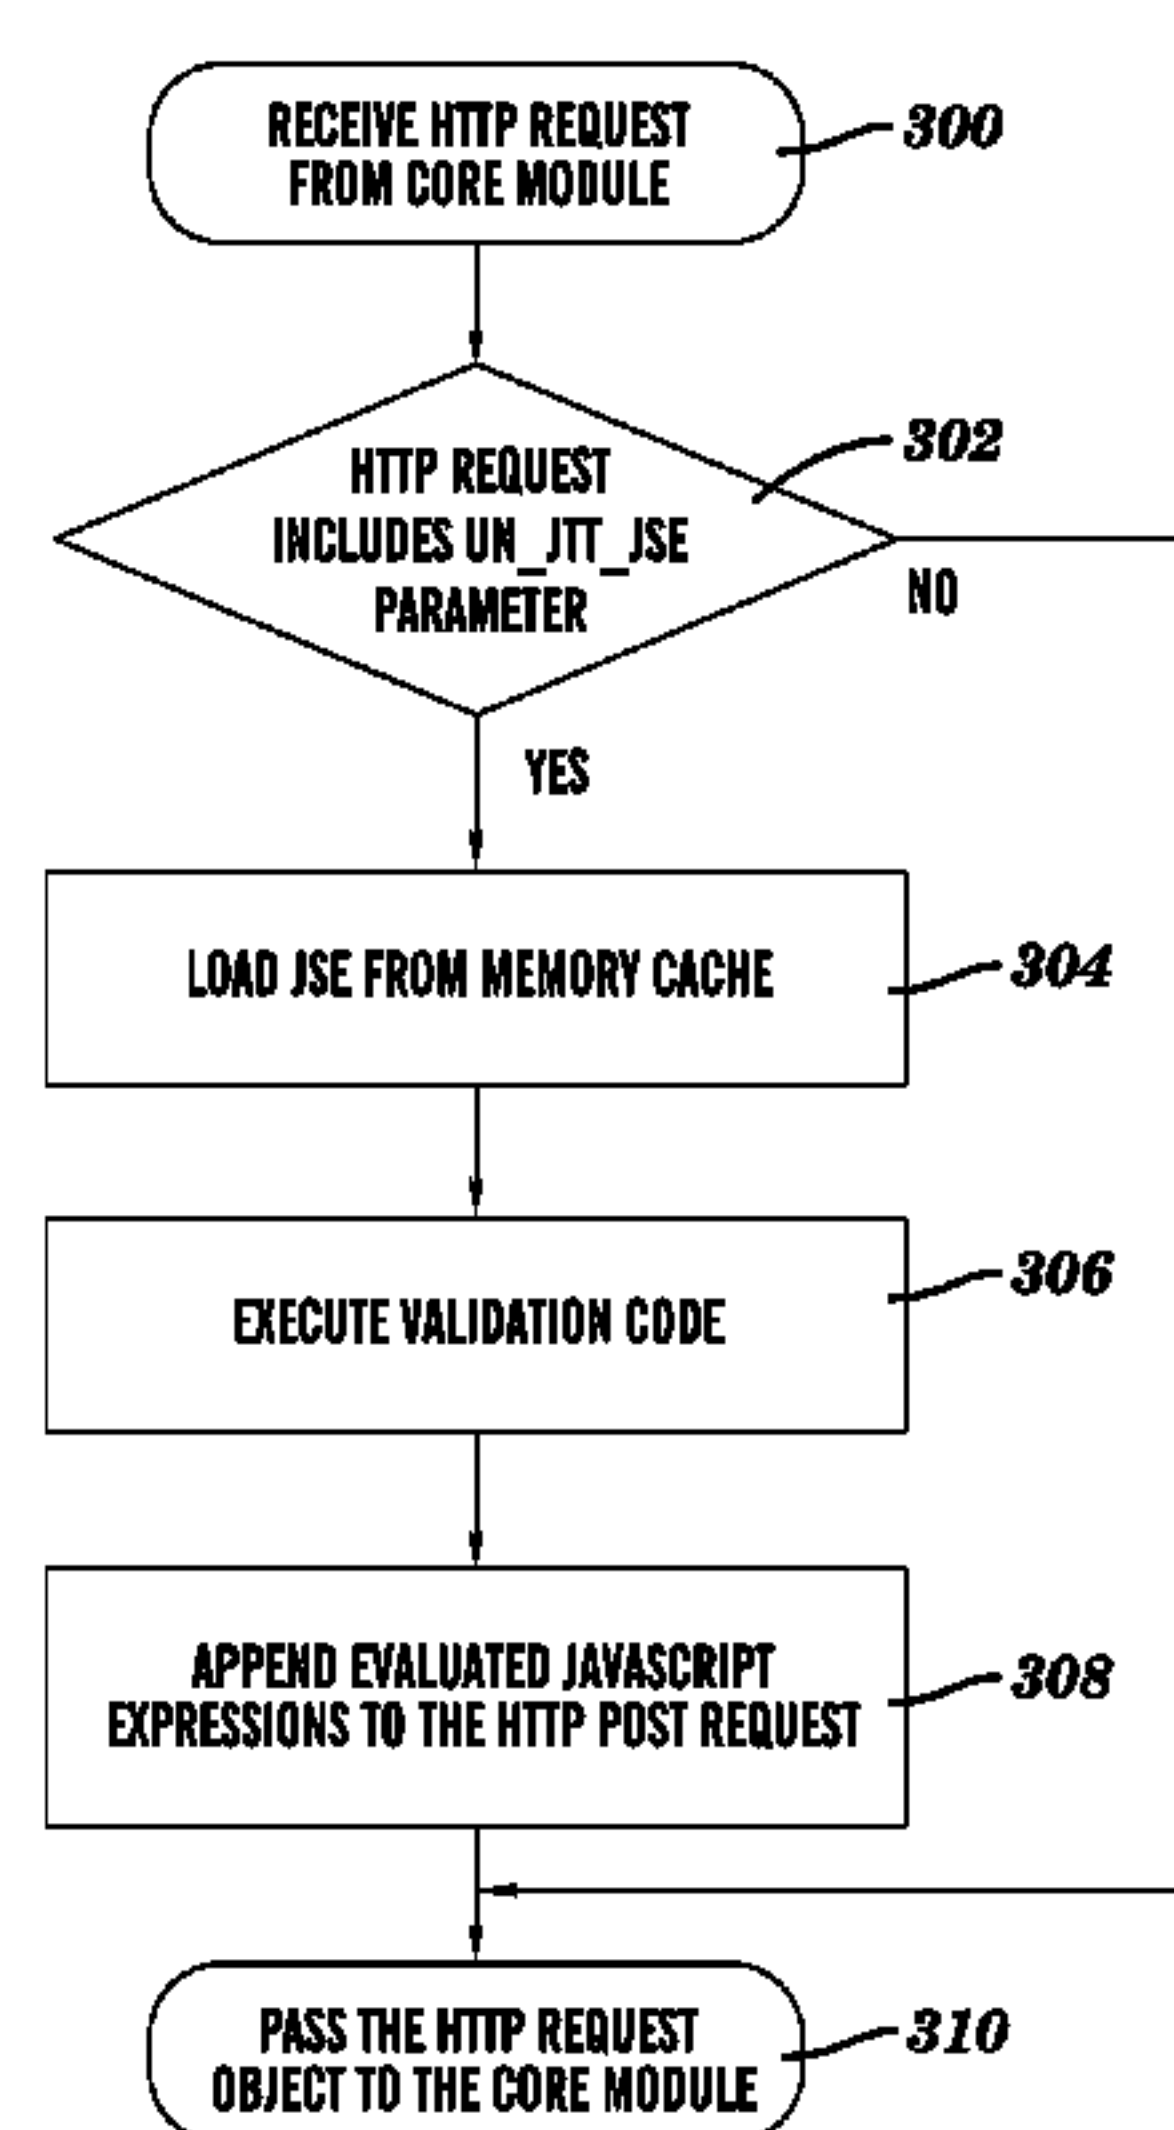 RECEIVE HTTP REQUEST
FROM CORE MODULE
300
HTTP REQUEST
INCLUDES UN_JTT_JSE
PARAMETER
302
NO
YES
LOAD JSE FROM MEMORY CACHE
304
EXECUTE VALIDATION CODE
306
APPEND EVALUATED JAVASCRIPT
EXPRESSIONS TO THE HTTP POST REQUEST
308
PASS THE HTTP REQUEST
OBJECT TO THE CORE MODULE
310